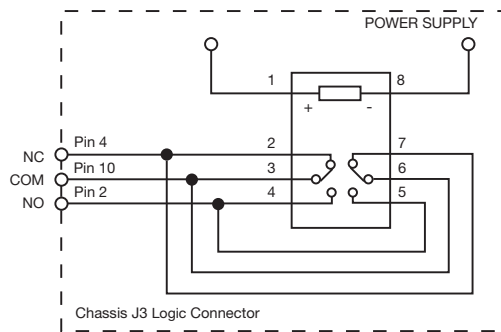 POWER SUPPLY
1 8
+ -
Pin 4 2 7
NC
Pin 10 3 6
COM
Pin 2 4 5
NO
Chassis J3 Logic Connector